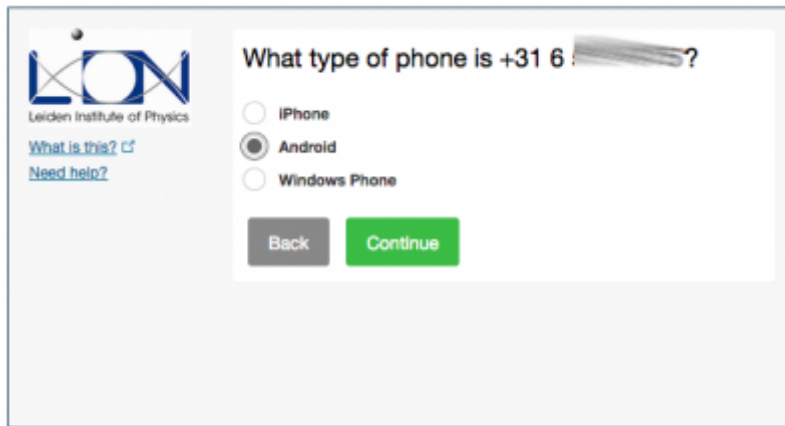 LION
Leiden Institute of Physics
What is this?
Need help?
What type of phone is +31 6 ?
iPhone
Android
Windows Phone
Back
Continue